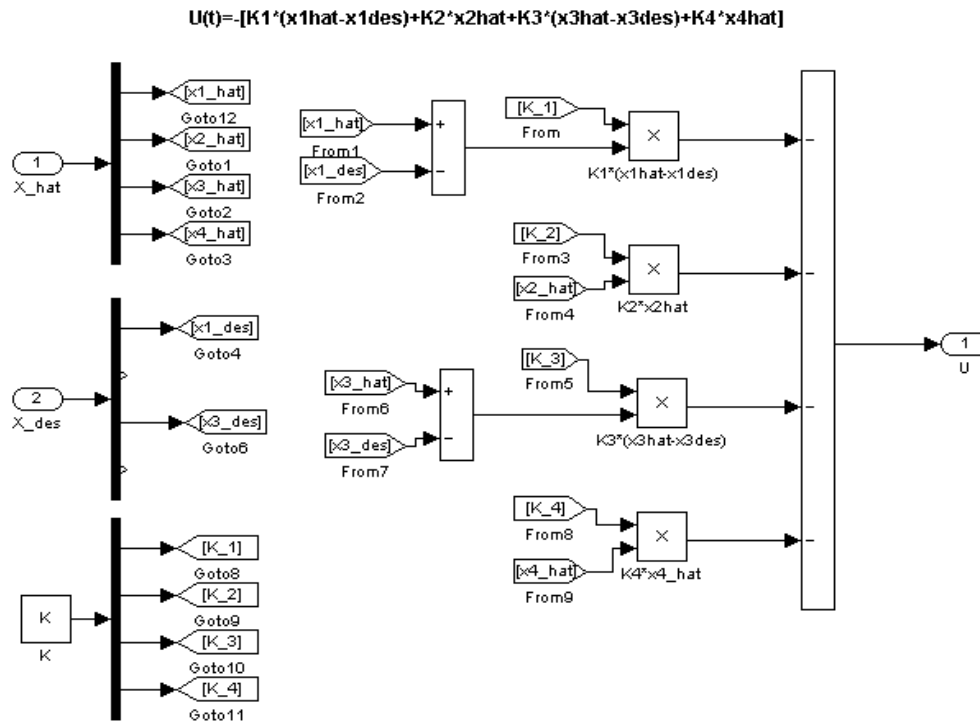 U(t)=-[K1*(x1hat-x1des)+K2*x2hat+K3*(x3hat-x3des)+K4*x4hat]
1
X_hat
[x1_hat]
Goto12
[x2_hat]
Goto1
[x3_hat]
Goto2
[x4_hat]
Goto3
2
X_des
[x1_des]
Goto4
[x3_des]
Goto6
K
K
[K_1]
Goto8
[K_2]
Goto9
[K_3]
Goto10
[K_4]
Goto11
[x1_hat]
From1
[x1_des]
From2
+
−
[K_1]
From
×
K1*(x1hat-x1des)
[K_2]
From3
[x2_hat]
From4
×
K2*x2hat
[x3_hat]
From6
[x3_des]
From7
+
−
[K_3]
From5
×
K3*(x3hat-x3des)
[K_4]
From8
[x4_hat]
From9
×
K4*x4_hat
−
−
−
−
1
U